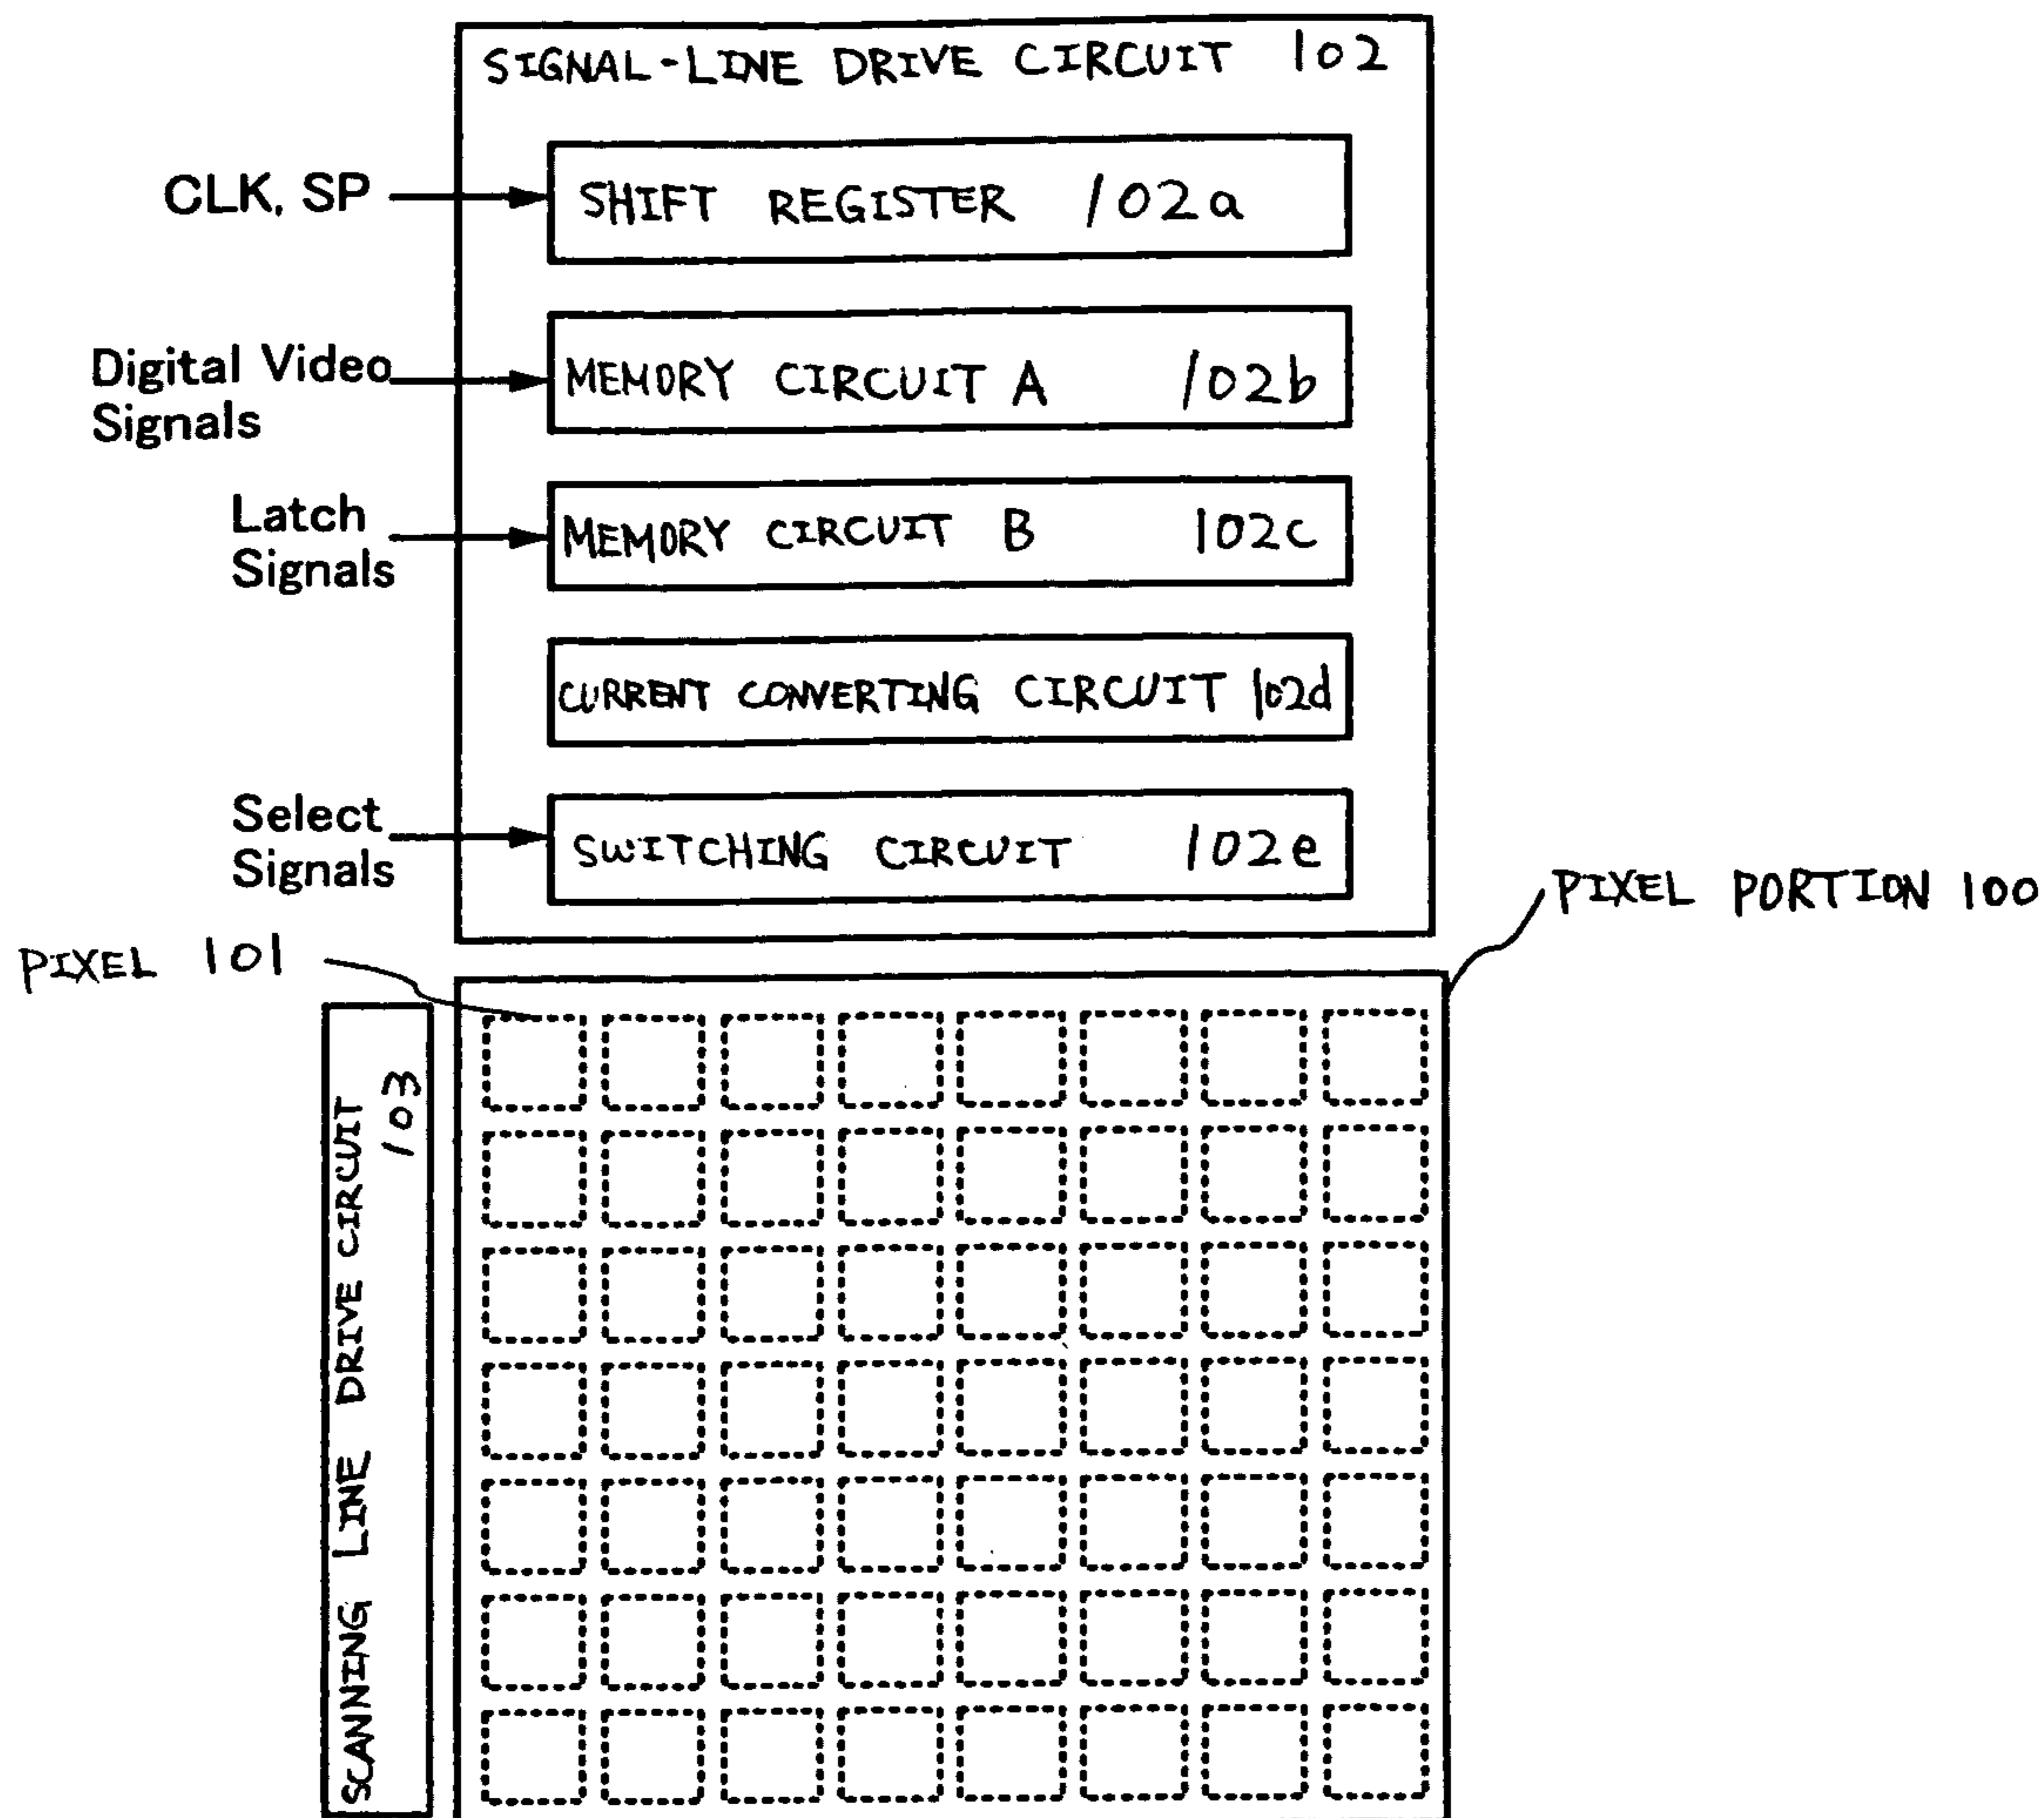 SIGNAL-LINE DRIVE CIRCUIT 102
CLK, SP
SHIFT REGISTER 102a
Digital Video
Signals
MEMORY CIRCUIT A 102b
Latch
Signals
MEMORY CIRCUIT B 102c
CURRENT CONVERTING CIRCUIT 102d
Select
Signals
SWITCHING CIRCUIT 102e
PIXEL PORTION 100
PIXEL 101
SCANNING LINE DRIVE CIRCUIT
103